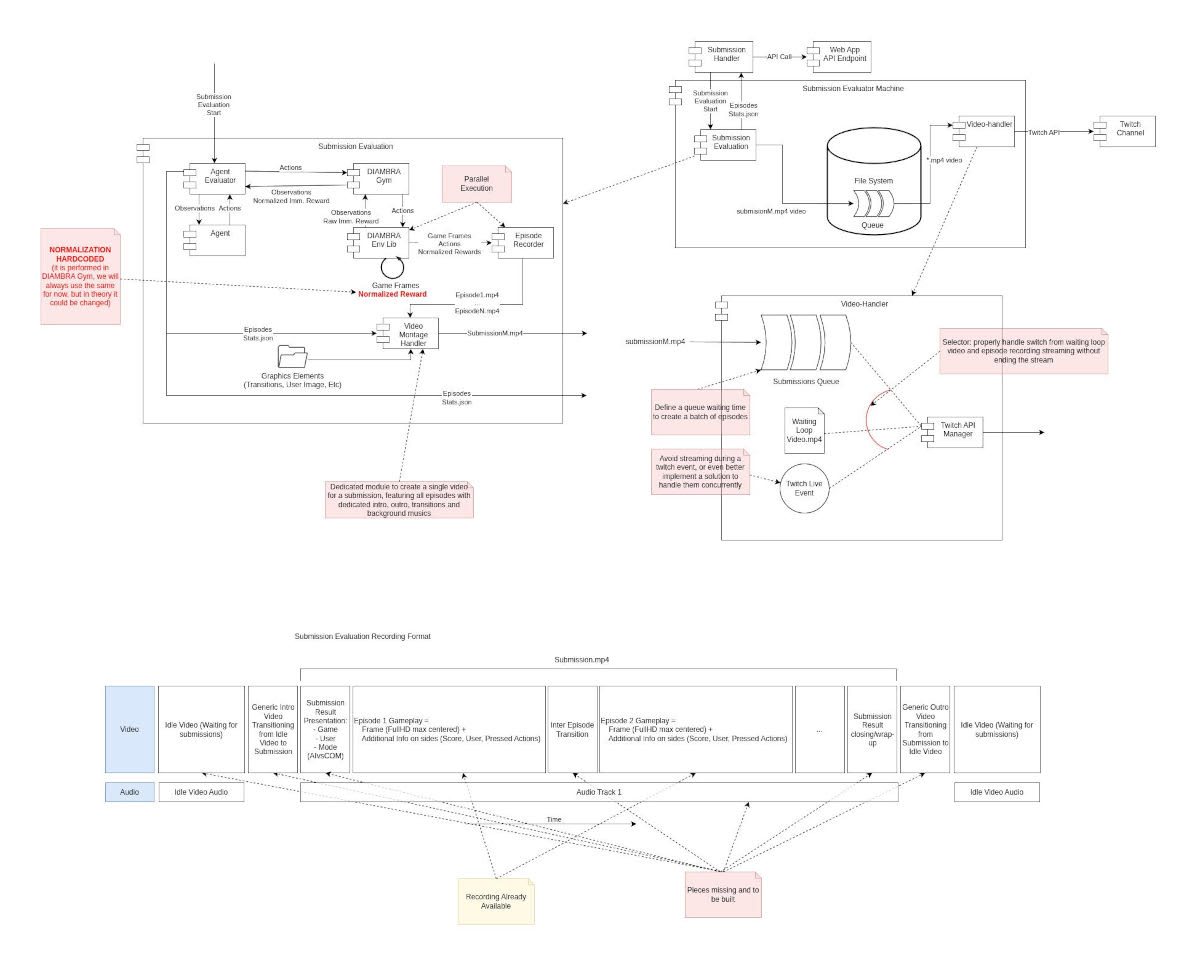 Submission
Evaluation
Start
Submission Evaluation
Agent
Evaluator
Actions
Observations
Normalized Imm. Reward
DIAMBRA
Gym
Parallel
Execution
Observations
Actions
Observations
Raw Imm. Reward
Actions
Agent
DIAMBRA
Env Lib
Game Frames
Actions
Normalized Rewards
Episode
Recorder
NORMALIZATION
HARDCODED
(it is performed in
DIAMBRA Gym, we will
always use the same
for now, but in theory it
could be changed)
Game Frames
Normalized Reward
Episode1.mp4
EpisodeN.mp4
Episodes
Stats.json
Video
Montage
Handler
SubmissionM.mp4
Graphics Elements
(Transitions, User Image, Etc)
Episodes
Stats.json
Dedicated module to create a single video
for a submission, featuring all episodes with
dedicated intro, outro, transitions and
background musics
Submission
Handler
API Call
Web App
API Endpoint
Submission Evaluator Machine
Submission
Evaluation
Start
Episodes
Stats.json
Submission
Evaluation
submisionM.mp4 video
File System
Queue
*.mp4 video
Video-handler
Twitch API
Twitch
Channel
Video-Handler
submissionM.mp4
Submissions Queue
Selector: properly handle switch from waiting loop
video and episode recording streaming without
ending the stream
Define a queue waiting time
to create a batch of episodes
Waiting
Loop
Video.mp4
Twitch API
Manager
Avoid streaming during a
twitch event, or even better
implement a solution to
handle them concurrently
Twitch Live
Event
Submission Evaluation Recording Format
Submission.mp4
Video
Idle Video (Waiting for
submissions)
Generic Intro
Video
Transitioning
from Idle
Video to
Submission
Submission
Result
Presentation:
- Game
- User
- Mode
(AIvsCOM)
Episode 1 Gameplay =
Frame (FullHD max centered) +
Additional Info on sides (Score, User, Pressed Actions)
Inter Episode
Transition
Episode 2 Gameplay =
Frame (FullHD max centered) +
Additional Info on sides (Score, User, Pressed Actions)
...
Submission
Result
closing/wrap-
up
Generic Outro
Video
Transitioning
from
Submission to
Idle Video
Idle Video (Waiting for
submissions)
Audio
Idle Video Audio
Audio Track 1
Idle Video Audio
Time
Recording Already
Available
Pieces missing and to
be built